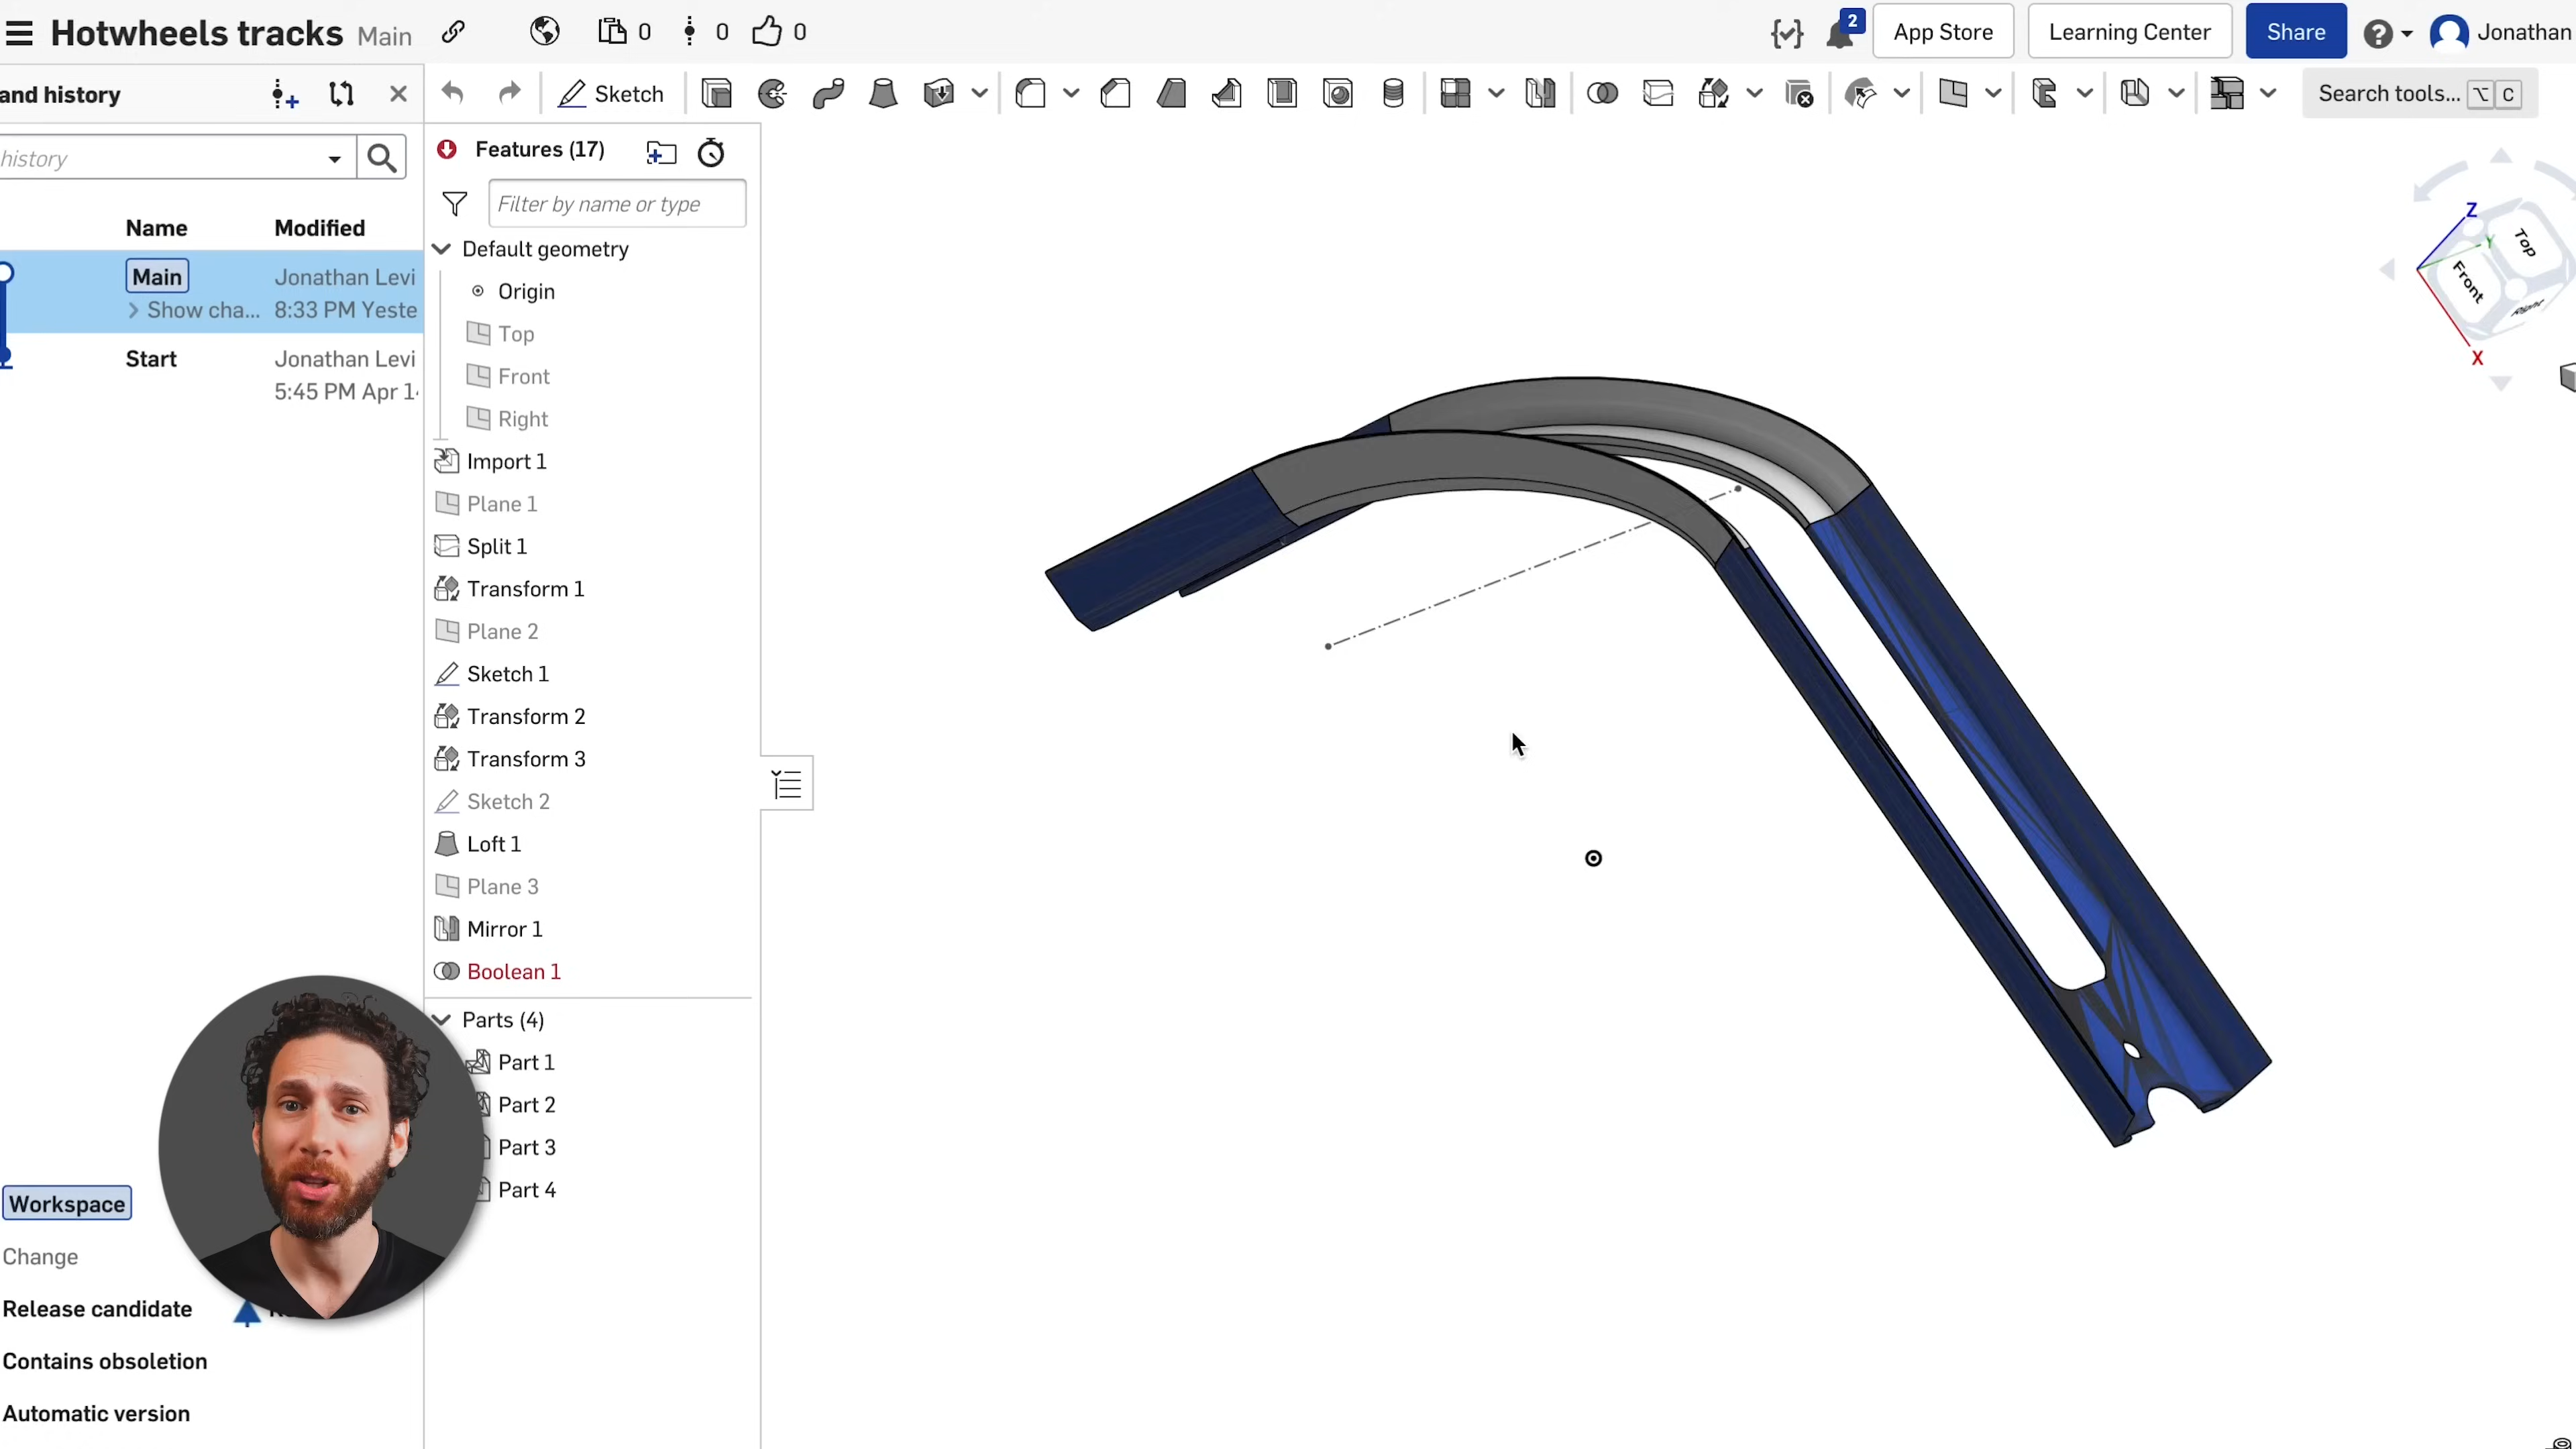 Hotwheels tracks Main
0
0
0
2
App Store
Learning Center
Share
Jonathan
and history
Sketch
Search tools... ⌥ C
history
Name Modified
Main Jonathan Levi
Show cha... 8:33 PM Yeste
Start Jonathan Levi
5:45 PM Apr 1
Workspace
Change
Release candidate
Contains obsoletion
Automatic version
Features (17)
Filter by name or type
Default geometry
Origin
Top
Front
Right
Import 1
Plane 1
Split 1
Transform 1
Plane 2
Sketch 1
Transform 2
Transform 3
Sketch 2
Loft 1
Plane 3
Mirror 1
Boolean 1
Parts (4)
Part 1
Part 2
Part 3
Part 4
Z
Y
Top
Front
Right
X